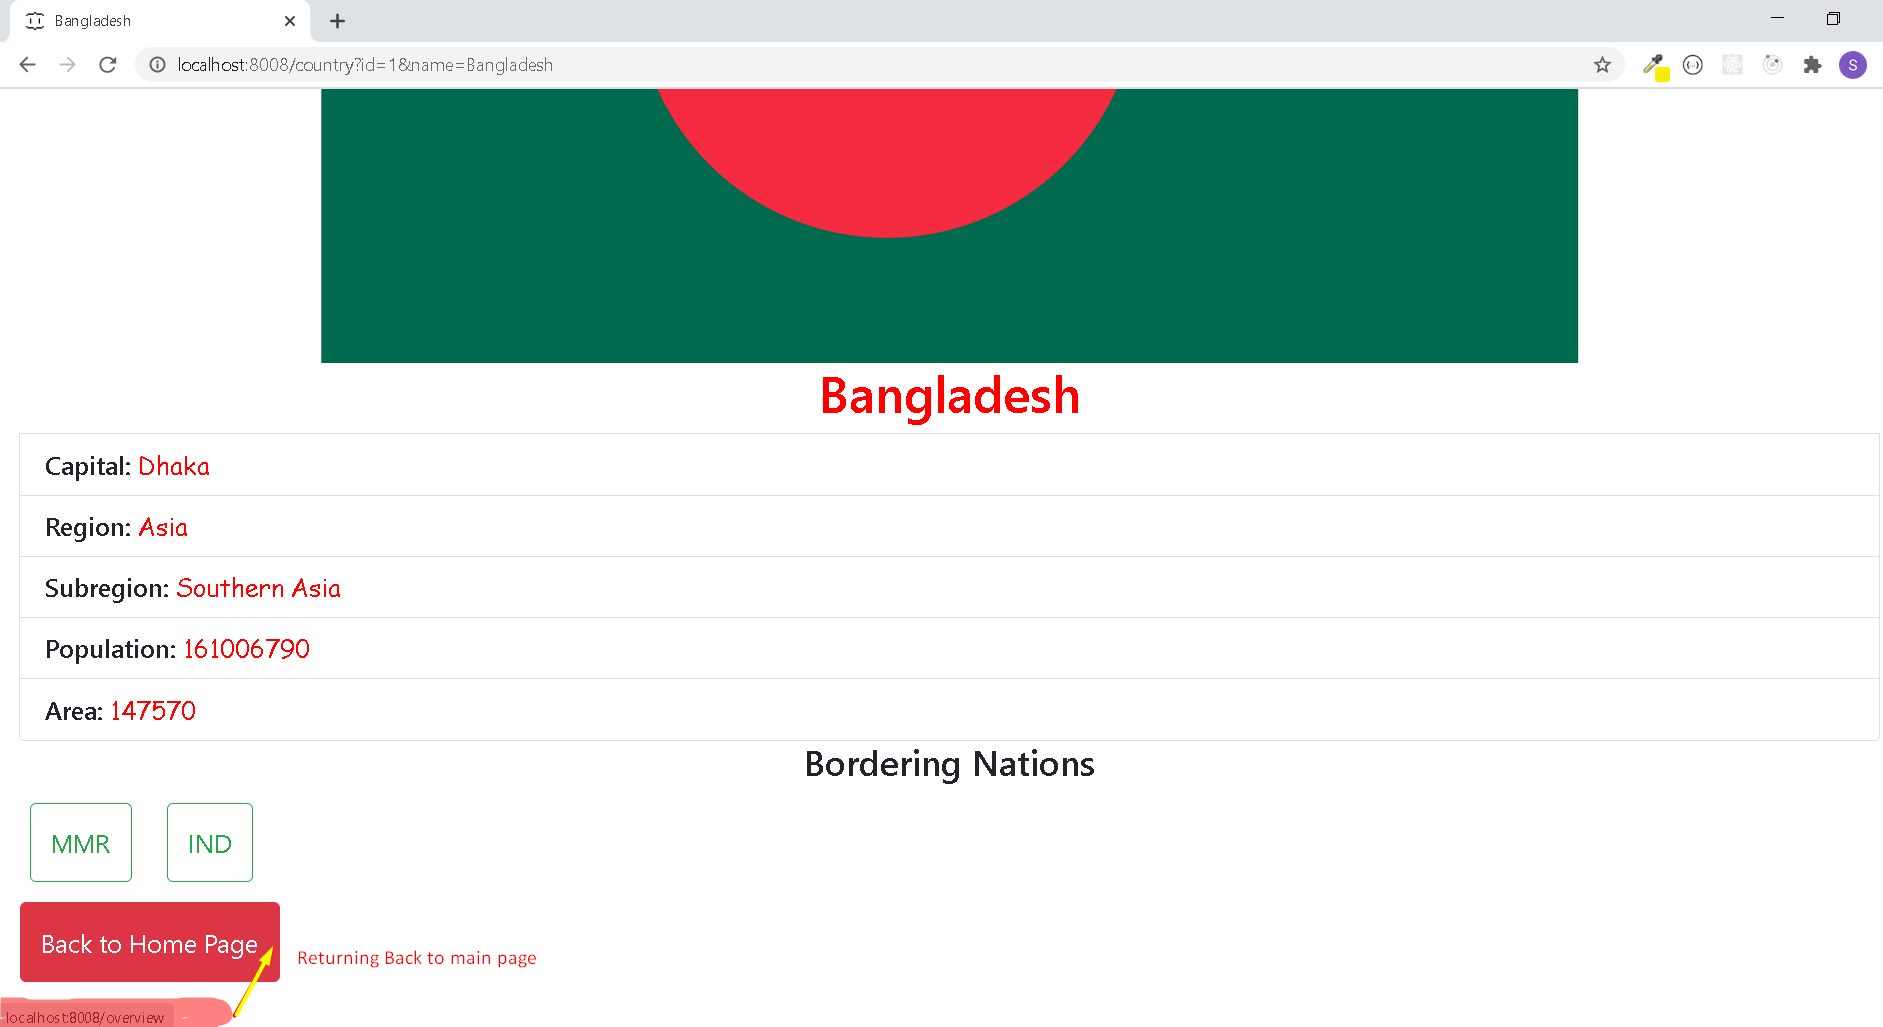 Bangladesh
localhost:8008/country?id=1&name=Bangladesh
S
Bangladesh
Capital: Dhaka
Region: Asia
Subregion: Southern Asia
Population: 161006790
Area: 147570
Bordering Nations
MMR IND
Back to Home Page
Returning Back to main page
localhost:8008/overview